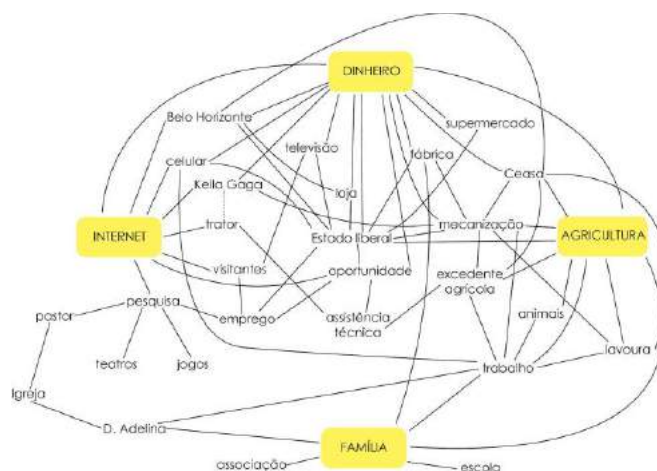 DINHEIRO
Belo Horizonte
supermercado
televisão
fábrica
celular
Ceasa
Kella Gaga
loja
trator
mecanização
INTERNET
Estado liberal
AGRICULTURA
visitantes
oportunidade
excedente
agrícola
pesquisa
pastor
emprego
assistência
técnica
animais
lavoura
teatros
jogos
trabalho
Igreja
D. Adelina
FAMÍLIA
associação
escola